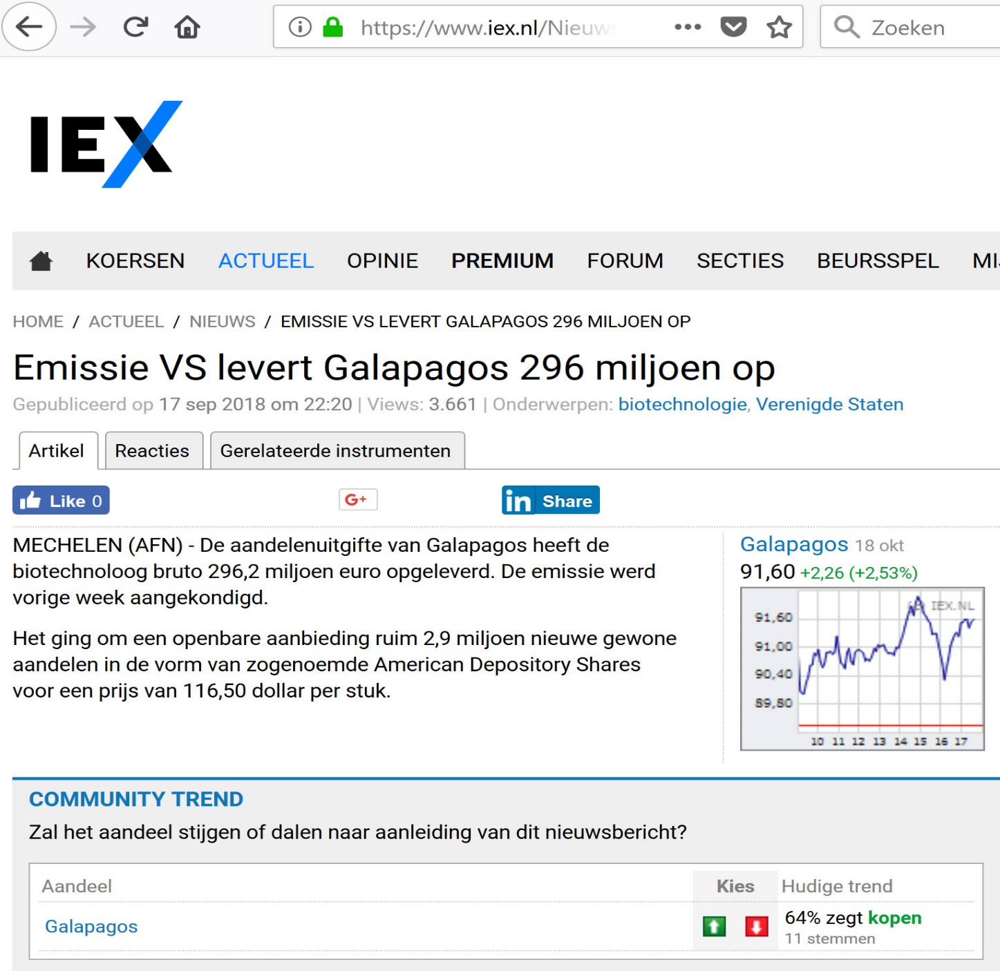 https://www.iex.nl/Nieuws
Zoeken
IEX
KOERSEN ACTUEEL OPINIE PREMIUM FORUM SECTIES BEURSSPEL
HOME / ACTUEEL / NIEUWS / EMISSIE VS LEVERT GALAPAGOS 296 MILJOEN OP
Emissie VS levert Galapagos 296 miljoen op
Gepubliceerd op 17 sep 2018 om 22:20 | Views: 3.661 | Onderwerpen: biotechnologie, Verenigde Staten
Artikel Reacties Gerelateerde instrumenten
Like 0
G+
in Share
MECHELEN (AFN) - De aandelenuitgifte van Galapagos heeft de
biotechnoloog bruto 296,2 miljoen euro opgeleverd. De emissie werd
vorige week aangekondigd.
Het ging om een openbare aanbieding ruim 2,9 miljoen nieuwe gewone
aandelen in de vorm van zogenoemde American Depository Shares
voor een prijs van 116,50 dollar per stuk.
Galapagos 18 okt
91,60 +2,26 (+2,53%)
IEX.NL
91,60
91,00
90,40
89,80
10 11 12 13 14 15 16 17
COMMUNITY TREND
Zal het aandeel stijgen of dalen naar aanleiding van dit nieuwsbericht?
Aandeel Kies Hudige trend
Galapagos 64% zegt kopen
11 stemmen